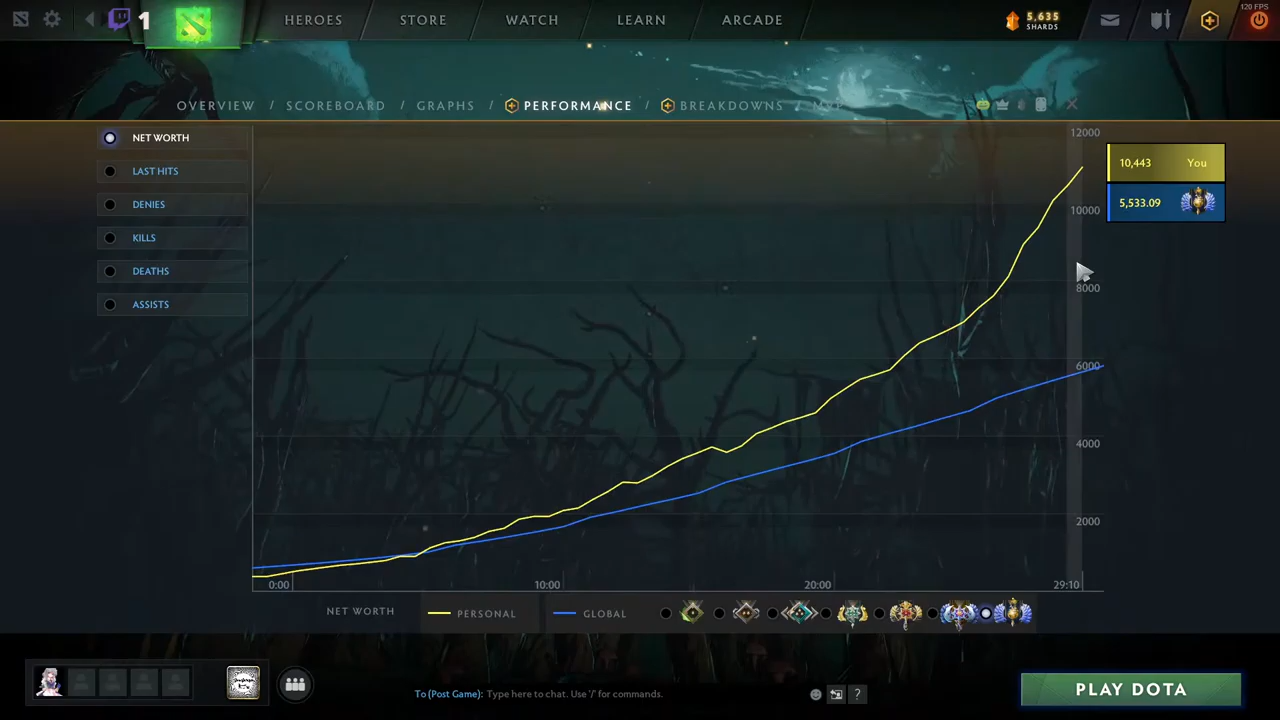 1
HEROES
STORE
WATCH
LEARN
ARCADE
5,635
SHARDS
120 FPS
OVERVIEW / SCOREBOARD / GRAPHS / PERFORMANCE / BREAKDOWNS / MVP
NET WORTH
LAST HITS
DENIES
KILLS
DEATHS
ASSISTS
12000
10000
8000
6000
4000
2000
10,443 You
5,533.09
0:00
10:00
20:00
29:10
NET WORTH
PERSONAL
GLOBAL
To (Post Game): Type here to chat. Use '/' for commands.
?
PLAY DOTA